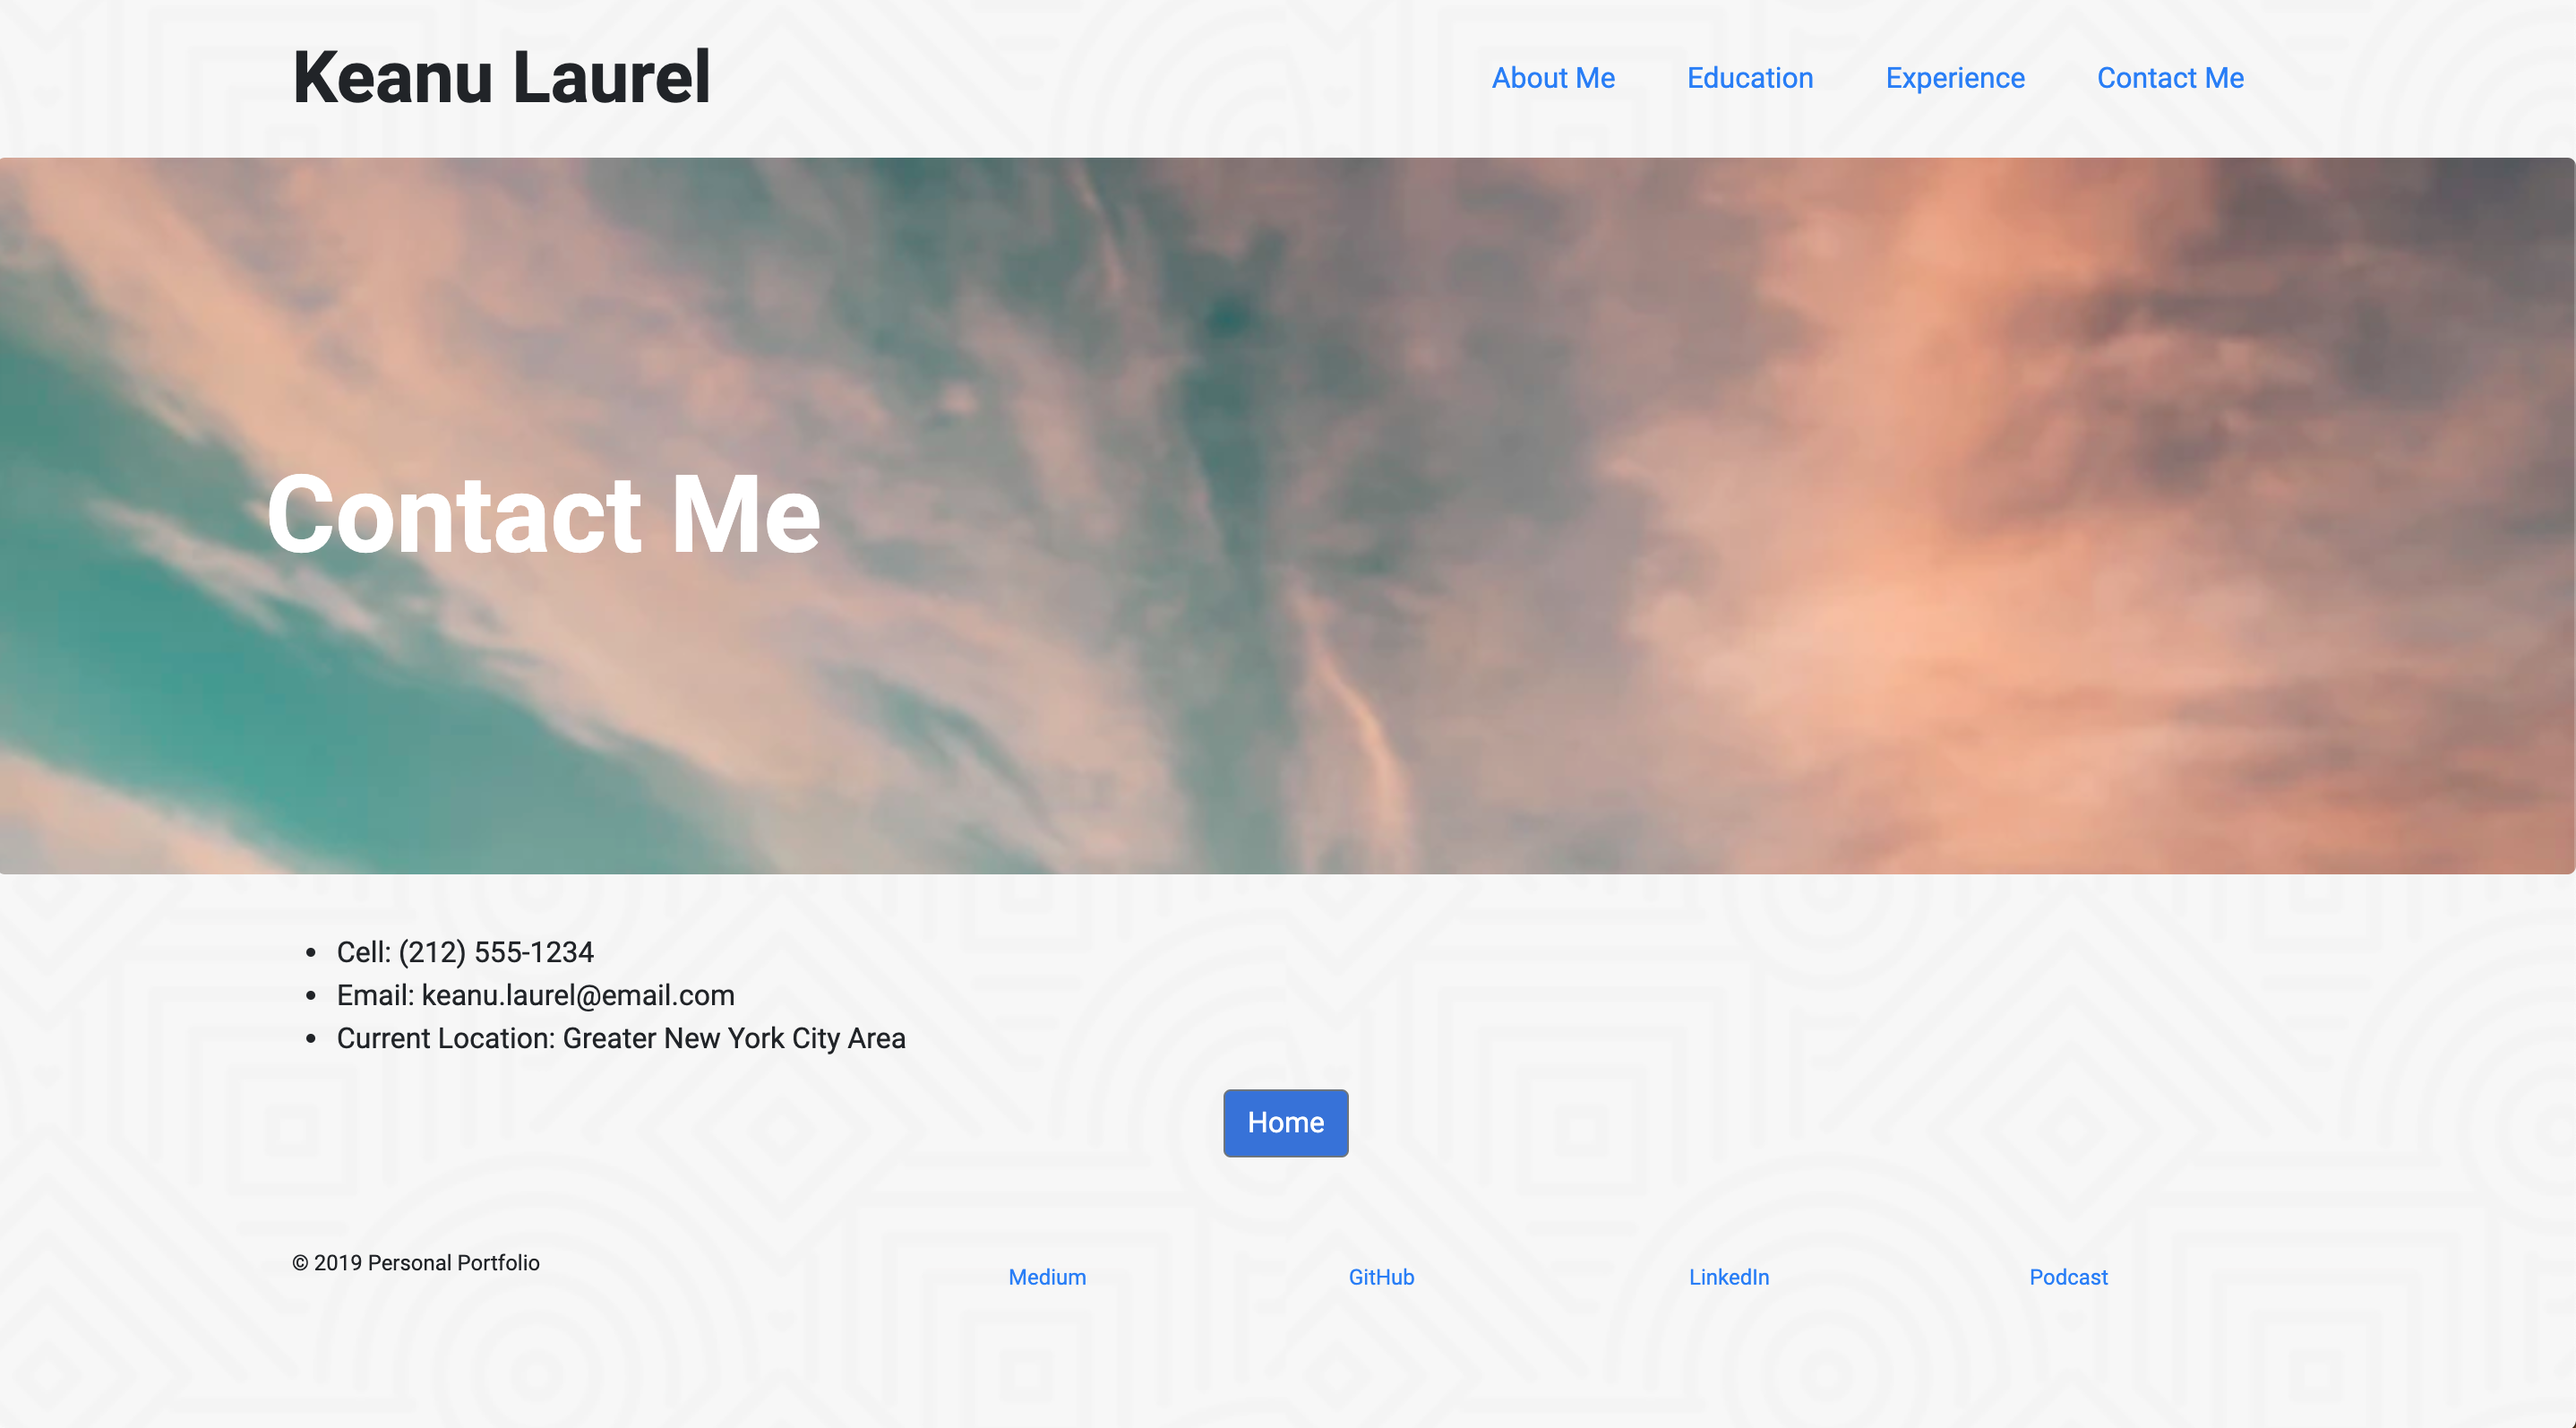 Keanu Laurel
About Me Education Experience Contact Me
Contact Me
• Cell: (212) 555-1234
• Email: keanu.laurel@email.com
• Current Location: Greater New York City Area
Home
© 2019 Personal Portfolio
Medium GitHub LinkedIn Podcast